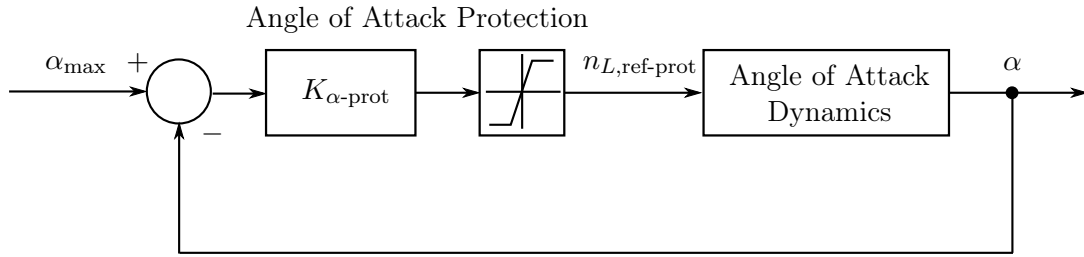 Angle of Attack Protection
α_max
+
−
K_α-prot
n_L,ref-prot
Angle of Attack
Dynamics
α